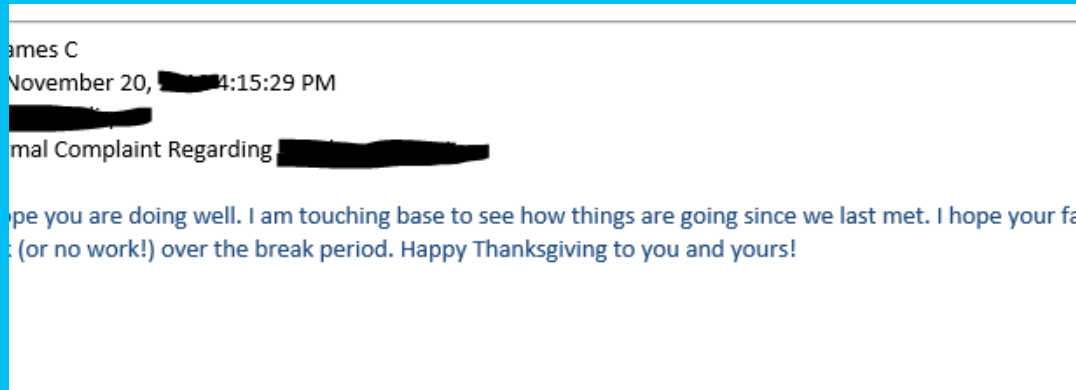 ames C
November 20, 4:15:29 PM
mal Complaint Regarding
ope you are doing well. I am touching base to see how things are going since we last met. I hope your fa
(or no work!) over the break period. Happy Thanksgiving to you and yours!